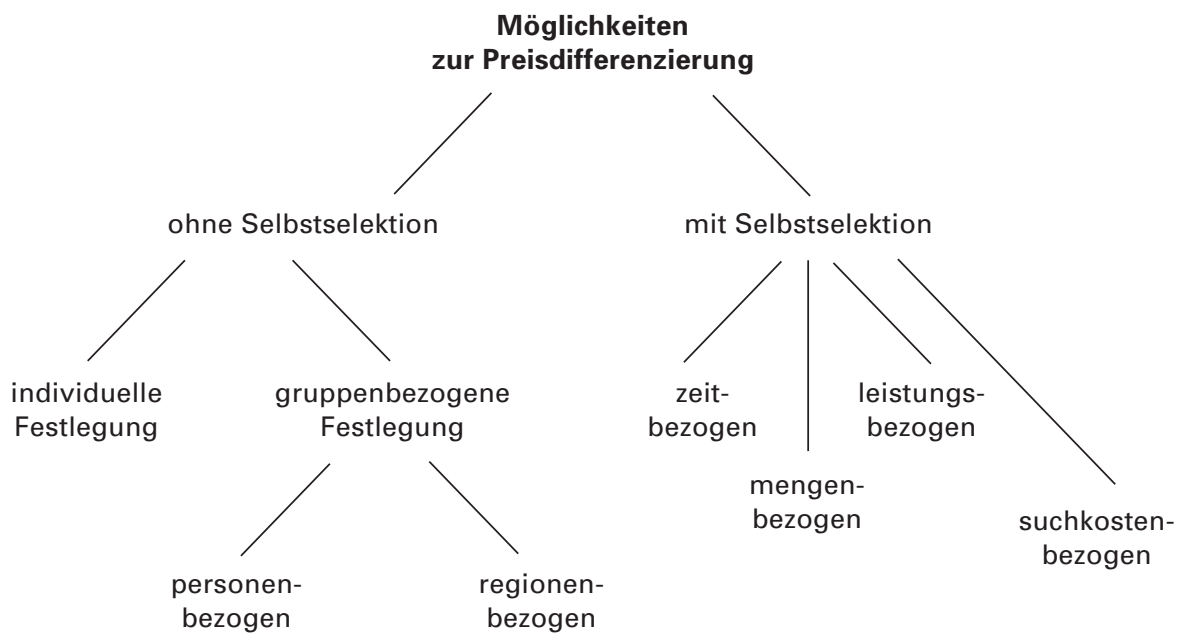 Möglichkeiten
zur Preisdifferenzierung
ohne Selbstselektion
mit Selbstselektion
individuelle
Festlegung
gruppenbezogene
Festlegung
zeit-
bezogen
leistungs-
bezogen
mengen-
bezogen
suchkosten-
bezogen
personen-
bezogen
regionen-
bezogen